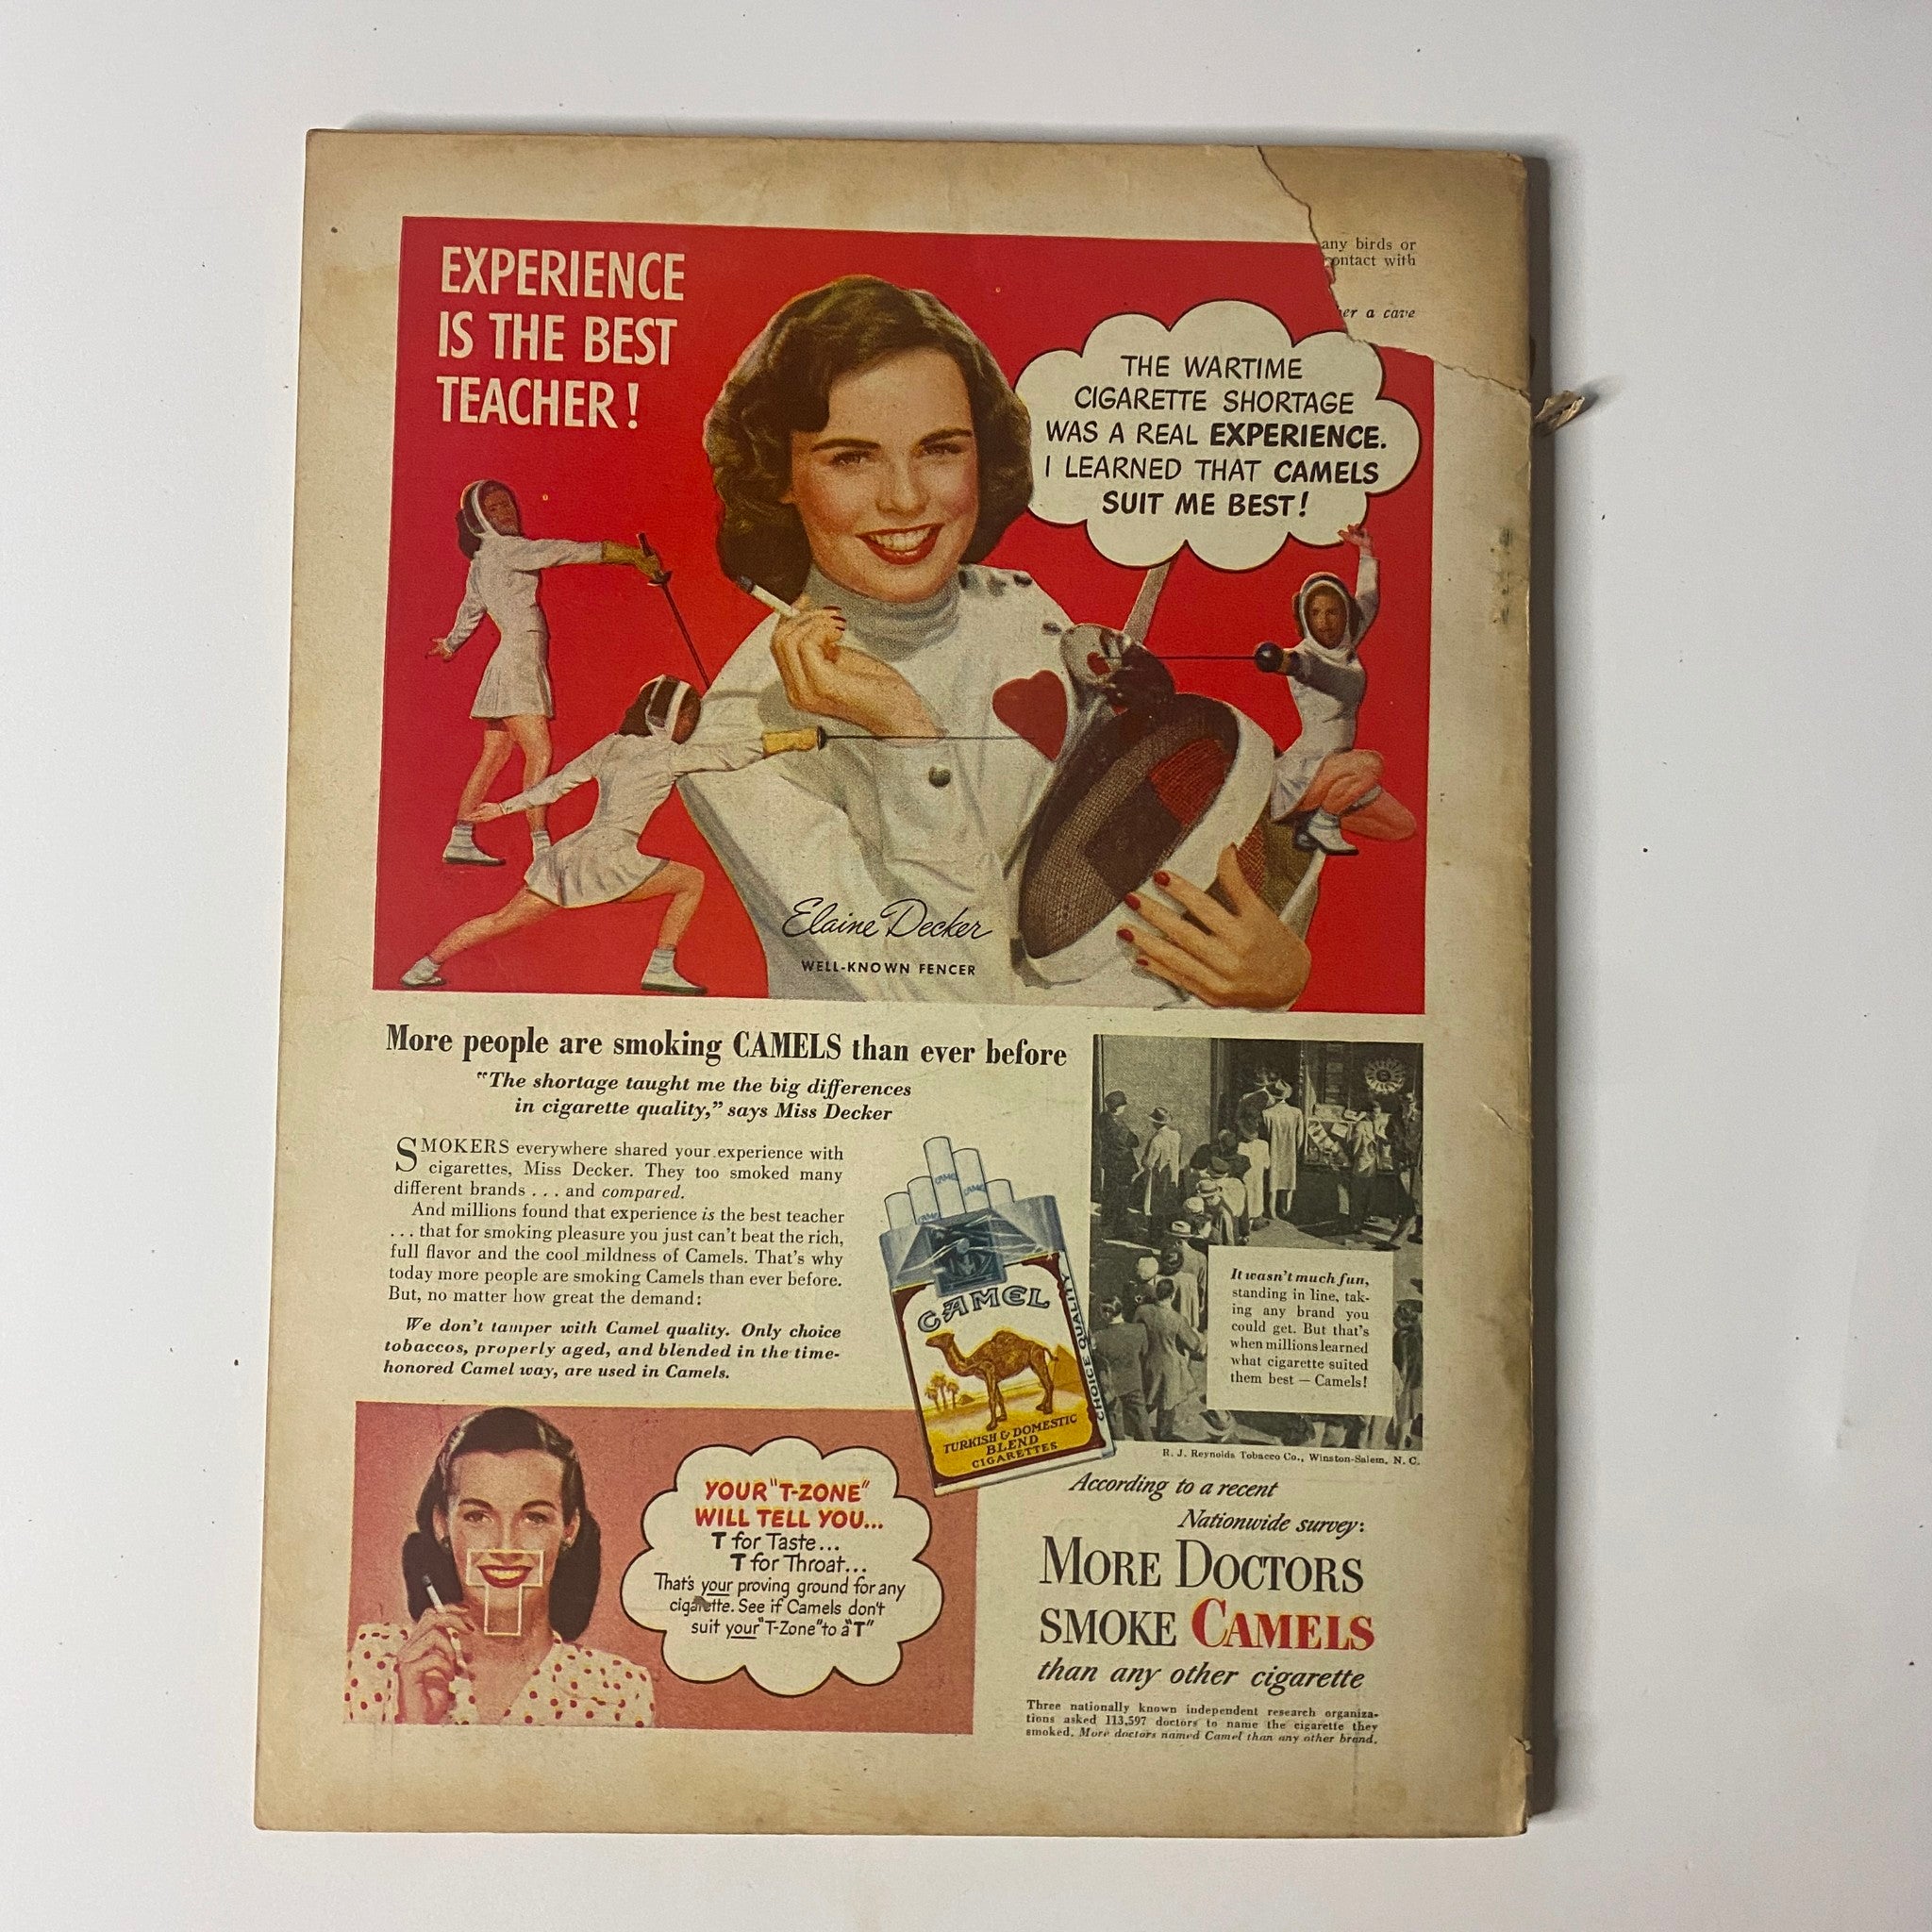 EXPERIENCE
IS THE BEST
TEACHER!
any birds or
ontact with
er a cave
THE WARTIME
CIGARETTE SHORTAGE
WAS A REAL EXPERIENCE.
I LEARNED THAT CAMELS
SUIT ME BEST!
Elaine Decker
WELL-KNOWN FENCER
More people are smoking CAMELS than ever before
"The shortage taught me the big differences
in cigarette quality," says Miss Decker
SMOKERS everywhere shared your experience with
cigarettes, Miss Decker. They too smoked many
different brands . . . and compared.
And millions found that experience is the best teacher
. . . that for smoking pleasure you just can't beat the rich,
full flavor and the cool mildness of Camels. That's why
today more people are smoking Camels than ever before.
But, no matter how great the demand:
We don't tamper with Camel quality. Only choice
tobaccos, properly aged, and blended in the time-
honored Camel way, are used in Camels.
CAMEL
CAMEL
CAMEL
CAMEL
CHOICE QUALITY
TURKISH & DOMESTIC
BLEND
CIGARETTES
It wasn't much fun,
standing in line, tak-
ing any brand you
could get. But that's
when millions learned
what cigarette suited
them best — Camels!
R. J. Reynolds Tobacco Co., Winston-Salem, N. C.
YOUR "T-ZONE"
WILL TELL YOU...
T for Taste...
T for Throat...
That's your proving ground for any
cigarette. See if Camels don't
suit your "T-Zone" to a "T"
According to a recent
Nationwide survey:
MORE DOCTORS
SMOKE CAMELS
than any other cigarette
Three nationally known independent research organiza-
tions asked 113,597 doctors to name the cigarette they
smoked. More doctors named Camel than any other brand.